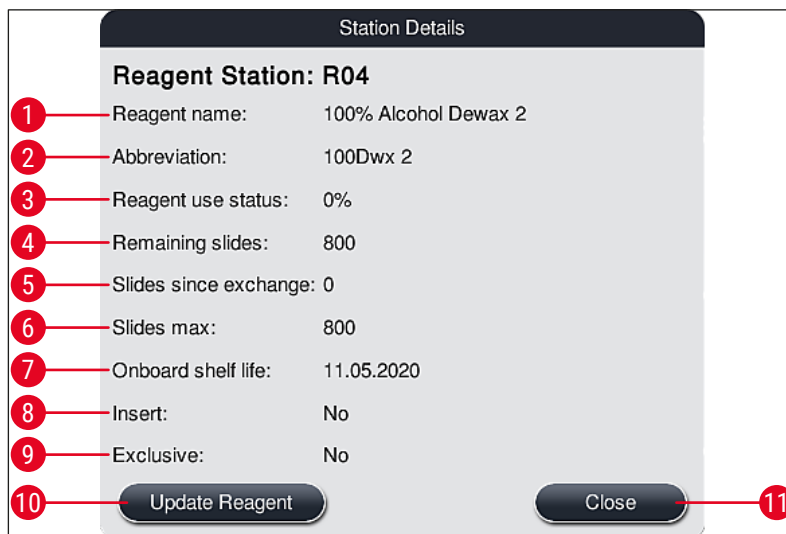 Station Details
Reagent Station: R04
1 Reagent name: 100% Alcohol Dewax 2
2 Abbreviation: 100Dwx 2
3 Reagent use status: 0%
4 Remaining slides: 800
5 Slides since exchange: 0
6 Slides max: 800
7 Onboard shelf life: 11.05.2020
8 Insert: No
9 Exclusive: No
10 Update Reagent Close 11